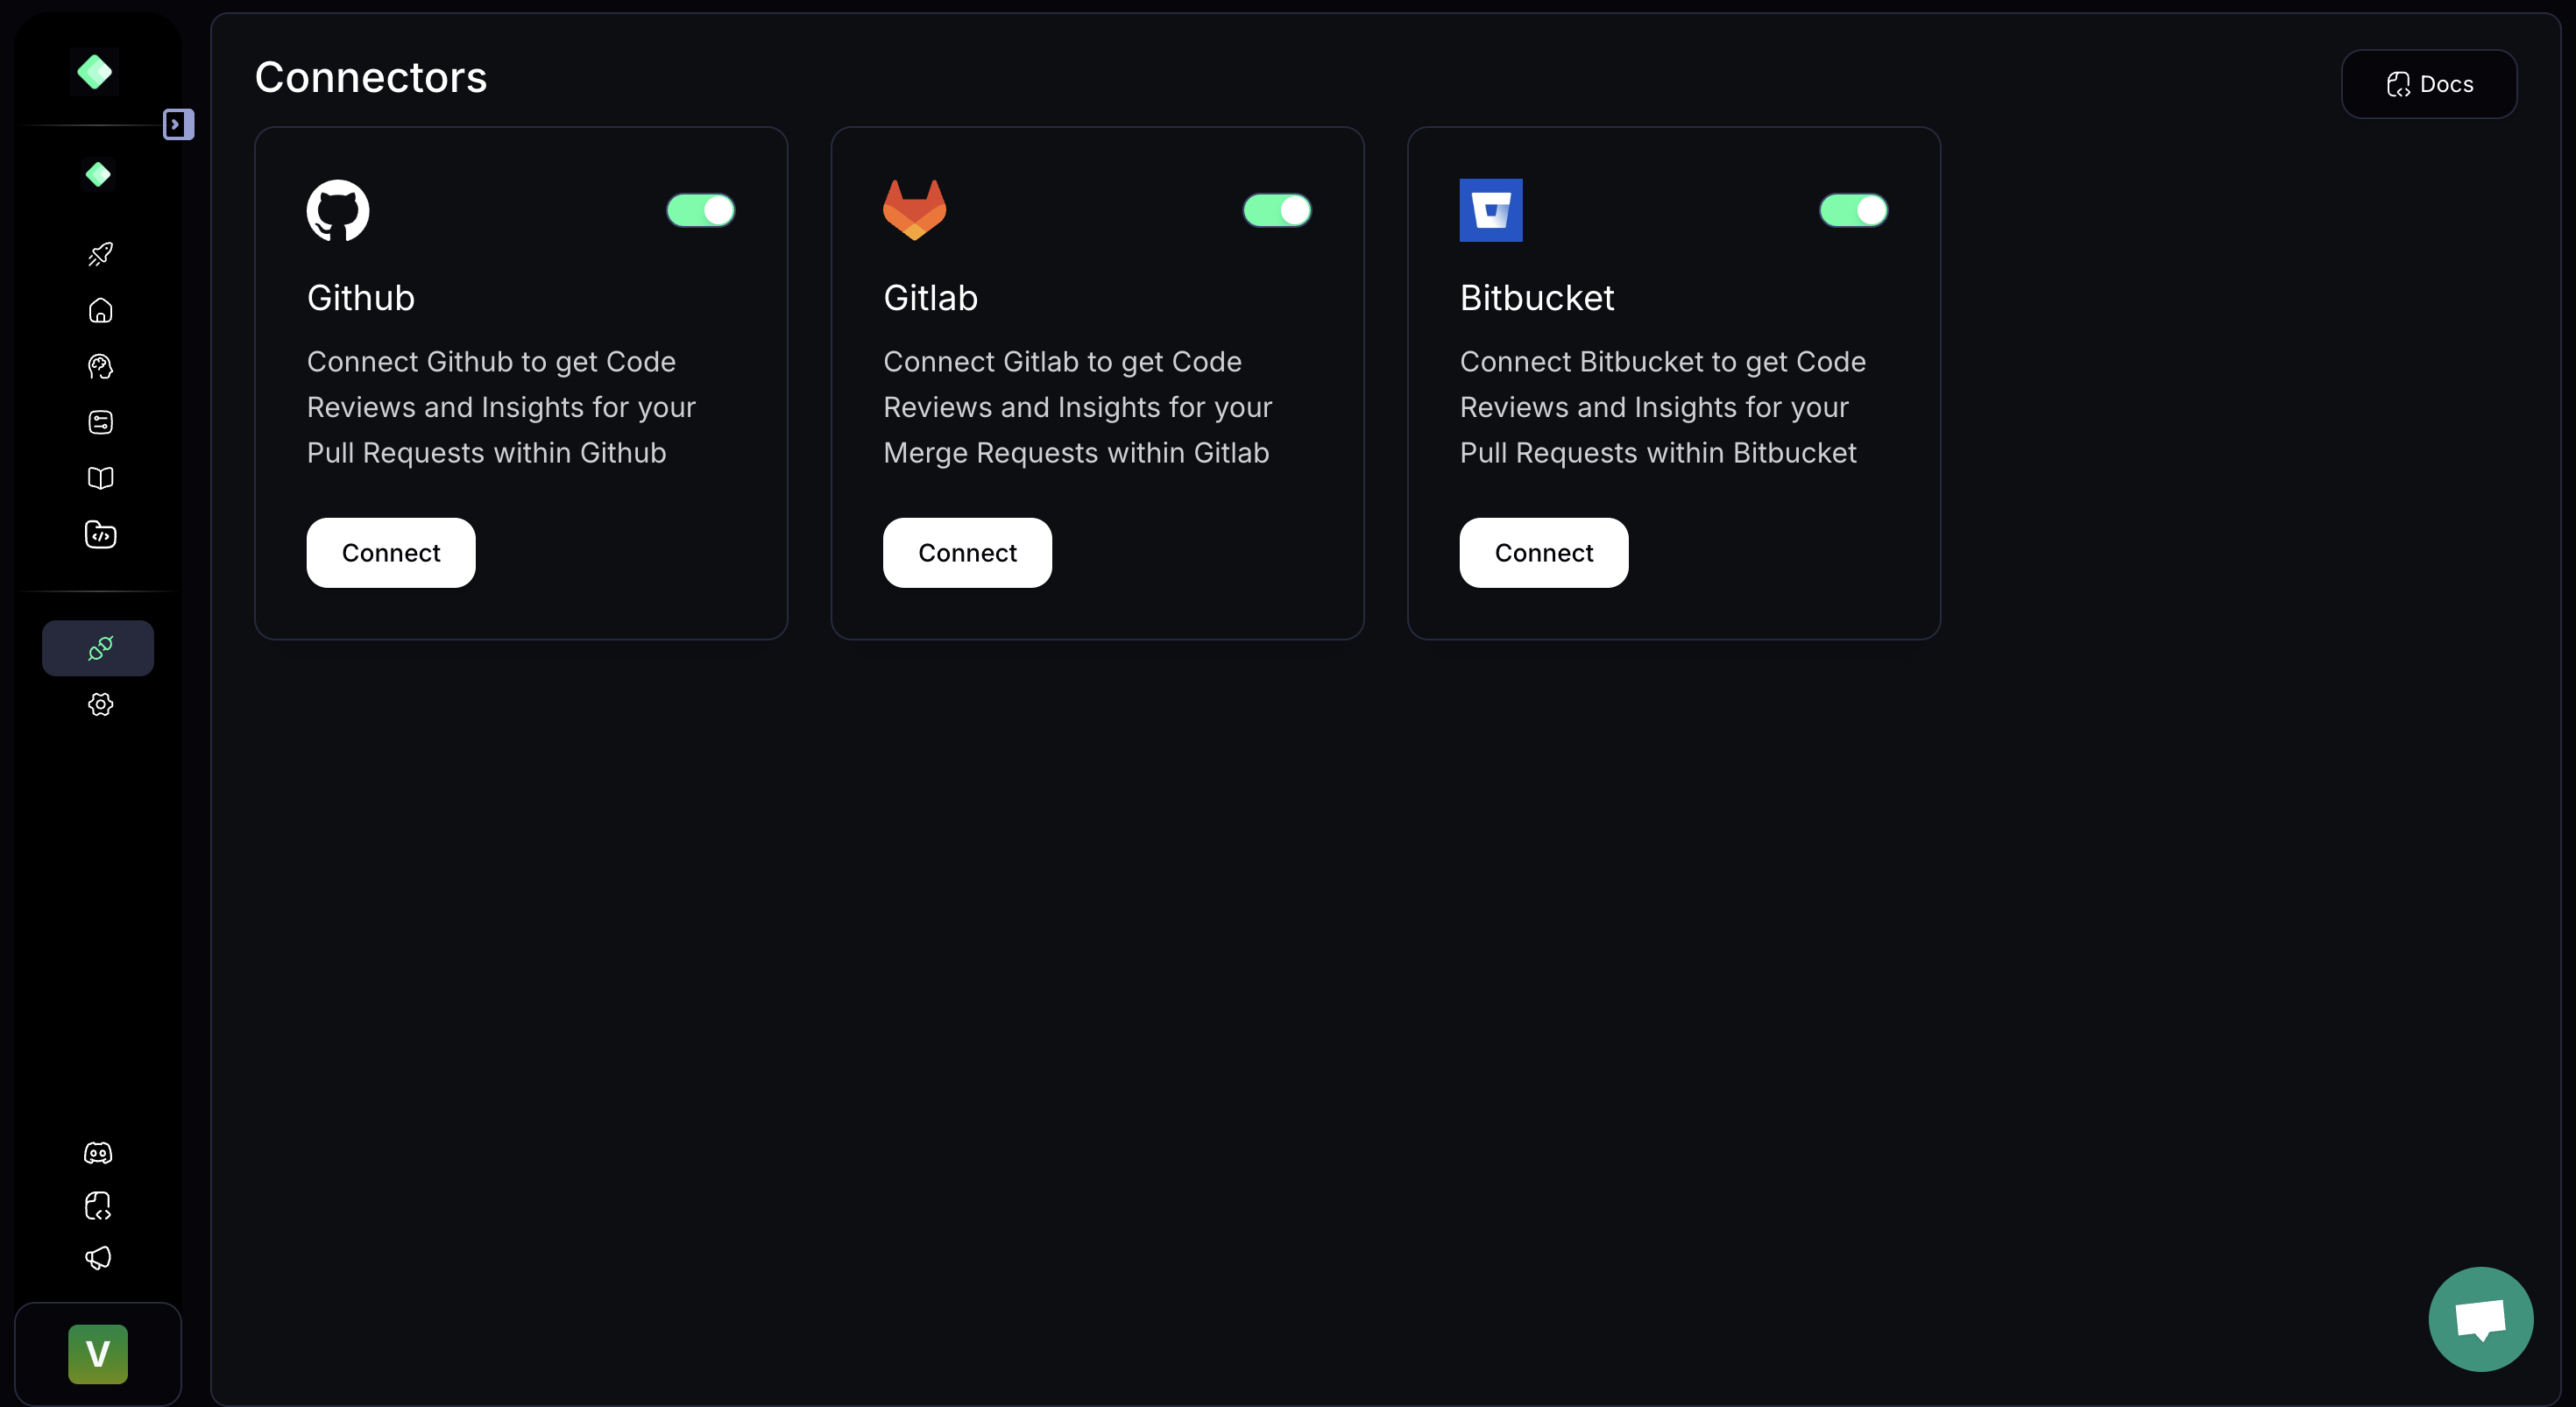 Connectors
Docs
Github
Connect Github to get Code
Reviews and Insights for your
Pull Requests within Github
Connect
Gitlab
Connect Gitlab to get Code
Reviews and Insights for your
Merge Requests within Gitlab
Connect
Bitbucket
Connect Bitbucket to get Code
Reviews and Insights for your
Pull Requests within Bitbucket
Connect
V